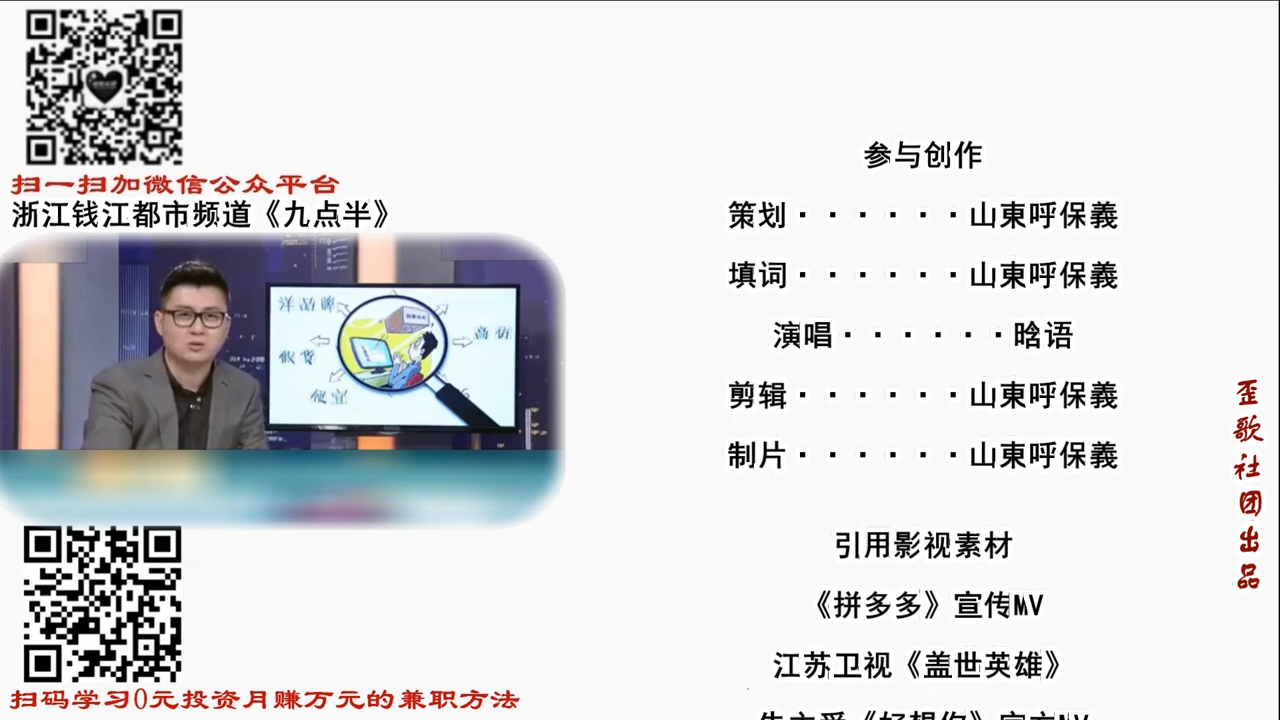 扫一扫加微信公众平台
浙江钱江都市频道《九点半》
洋品牌
高仿
假货
便宜
扫码学习0元投资月赚万元的兼职方法
参与创作
策划······山東呼保義
填词······山東呼保義
演唱······晗语
剪辑······山東呼保義
制片······山東呼保義
引用影视素材
《拼多多》宣传MV
江苏卫视《盖世英雄》
歪歌社团出品